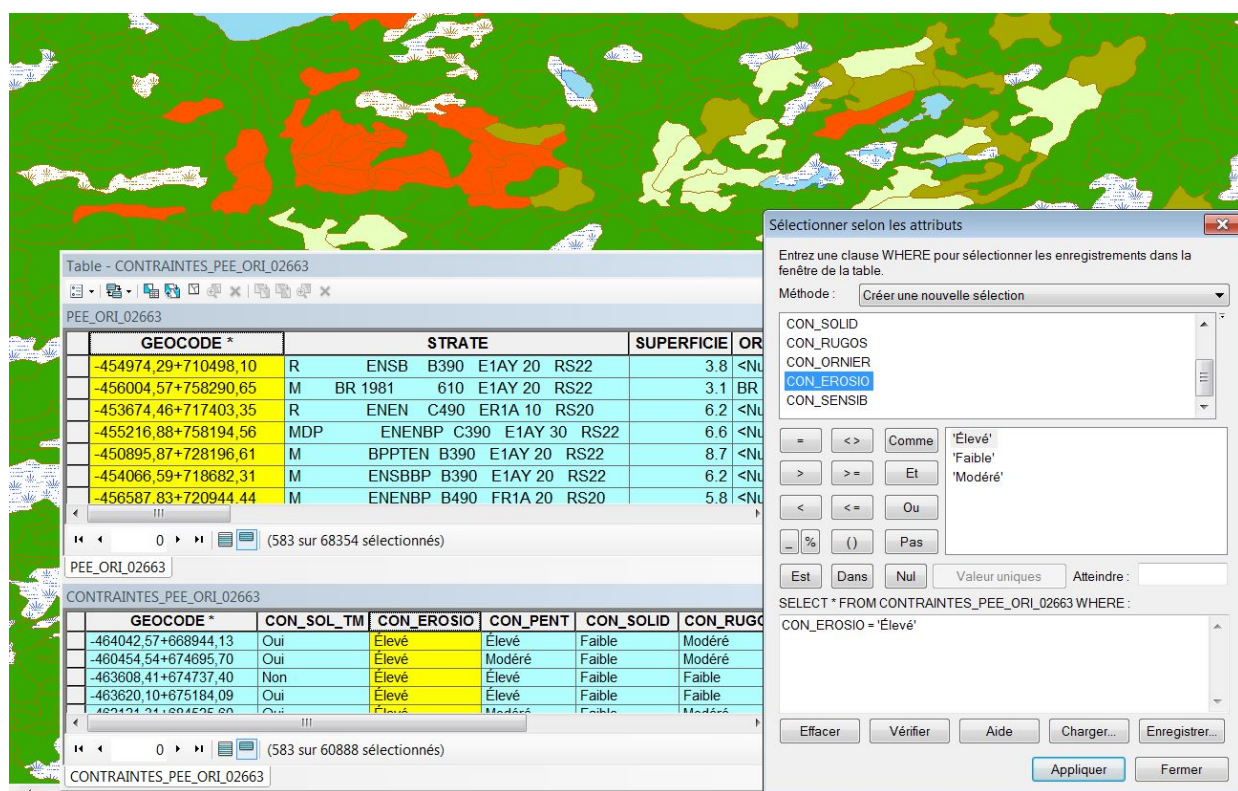 Table - CONTRAINTES_PEE_ORI_02663
PEE_ORI_02663
GEOCODE * STRATE SUPERFICIE OR
-454974,29+710498,10 R ENSB B390 E1AY 20 RS22 3.8 <Nu
-456004,57+758290,65 M BR 1981 610 E1AY 20 RS22 3.1 BR
-453674,46+717403,35 R ENEN C490 ER1A 10 RS20 6.2 <Nu
-455216,88+758194,56 MDP ENENBP C390 E1AY 30 RS22 6.6 <Nu
-450895,87+728196,61 M BPPTEN B390 E1AY 20 RS22 8.7 <Nu
-454066,59+718682,31 M ENSBBP B390 E1AY 20 RS22 6.2 <Nu
-456587,83+720944,44 M ENENBP B490 FR1A 20 RS20 5.8 <Nu
0 (583 sur 68354 sélectionnés)
PEE_ORI_02663
CONTRAINTES_PEE_ORI_02663
GEOCODE * CON_SOL_TM CON_EROSIO CON_PENT CON_SOLID CON_RUGO
-464042,57+668944,13 Oui Élevé Élevé Faible Modéré
-460454,54+674695,70 Oui Élevé Modéré Faible Modéré
-463608,41+674737,40 Non Élevé Élevé Faible Faible
-463620,10+675184,09 Oui Élevé Élevé Faible Faible
Oui Élevé Modéré Faible Modéré
0 (583 sur 60888 sélectionnés)
CONTRAINTES_PEE_ORI_02663
Sélectionner selon les attributs
Entrez une clause WHERE pour sélectionner les enregistrements dans la
fenêtre de la table.
Méthode : Créer une nouvelle sélection
CON_SOLID
CON_RUGOS
CON_ORNIER
CON_EROSIO
CON_SENSIB
= <> Comme
> >= Et
< <= Ou
_ % () Pas
'Élevé'
'Faible'
'Modéré'
Est Dans Nul Valeur uniques Atteindre :
SELECT * FROM CONTRAINTES_PEE_ORI_02663 WHERE :
CON_EROSIO = 'Élevé'
Effacer Vérifier Aide Charger... Enregistrer...
Appliquer Fermer